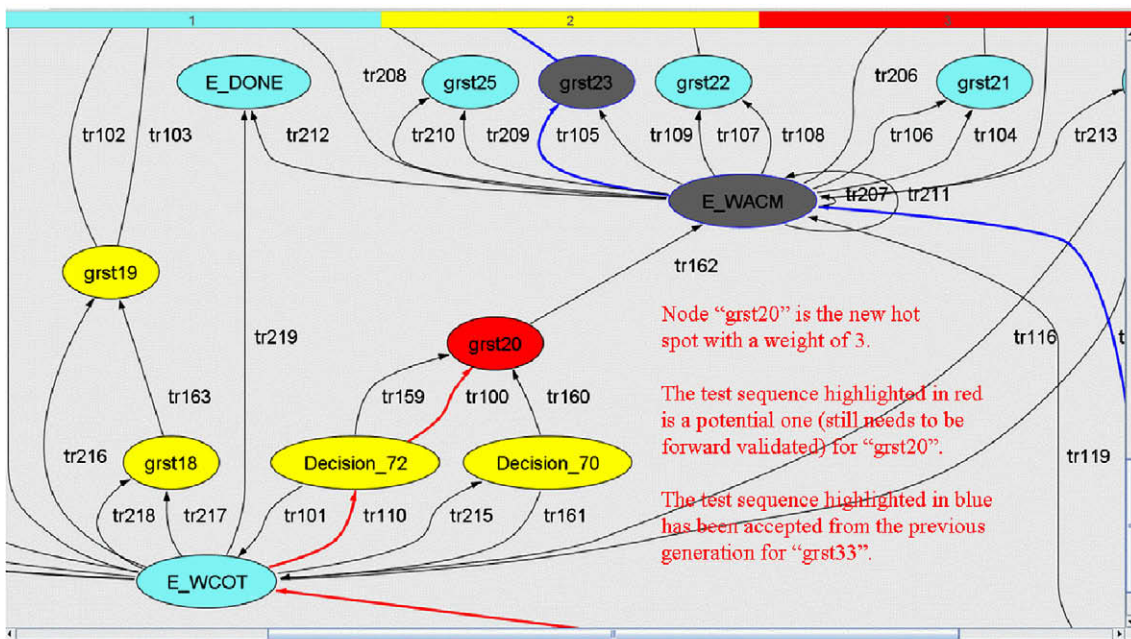 1 2 3
E_DONE tr208 grst25 grst23 grst22 tr206 grst21
tr102 tr103 tr212 tr210 tr209 tr105 tr109 tr107 tr108 tr106 tr104 tr213
E_WACM tr207 tr211
grst19 tr162
Node “grst20” is the new hot
spot with a weight of 3.
tr219 grst20 tr116
tr163 tr159 tr100 tr160
The test sequence highlighted in red
is a potential one (still needs to be
forward validated) for “grst20”.
tr216 grst18 Decision_72 Decision_70 tr119
The test sequence highlighted in blue
has been accepted from the previous
generation for “grst33”.
tr218 tr217 tr101 tr110 tr215 tr161
E_WCOT